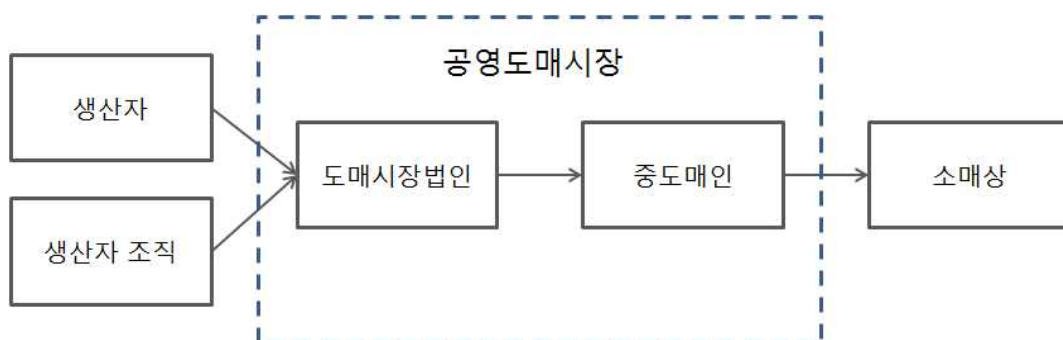 공영도매시장
생산자
생산자 조직
도매시장법인
중도매인
소매상